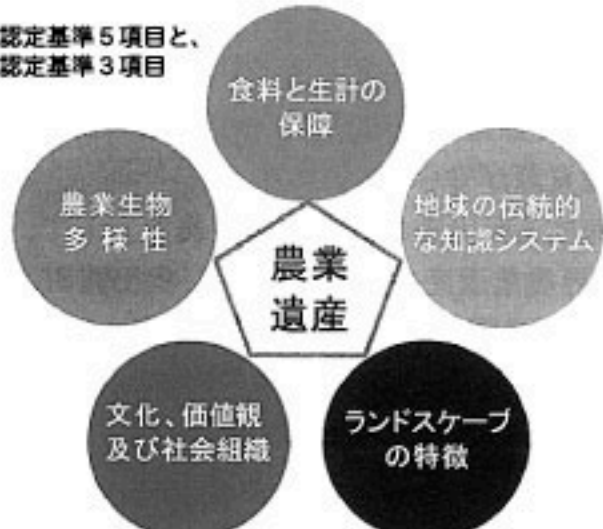 認定基準5項目と、
認定基準3項目
食料と生計の
保障
農業生物
多様性
地域の伝統的
な知識システム
農業
遺産
文化、価値観
及び社会組織
ランドスケープ
の特徴